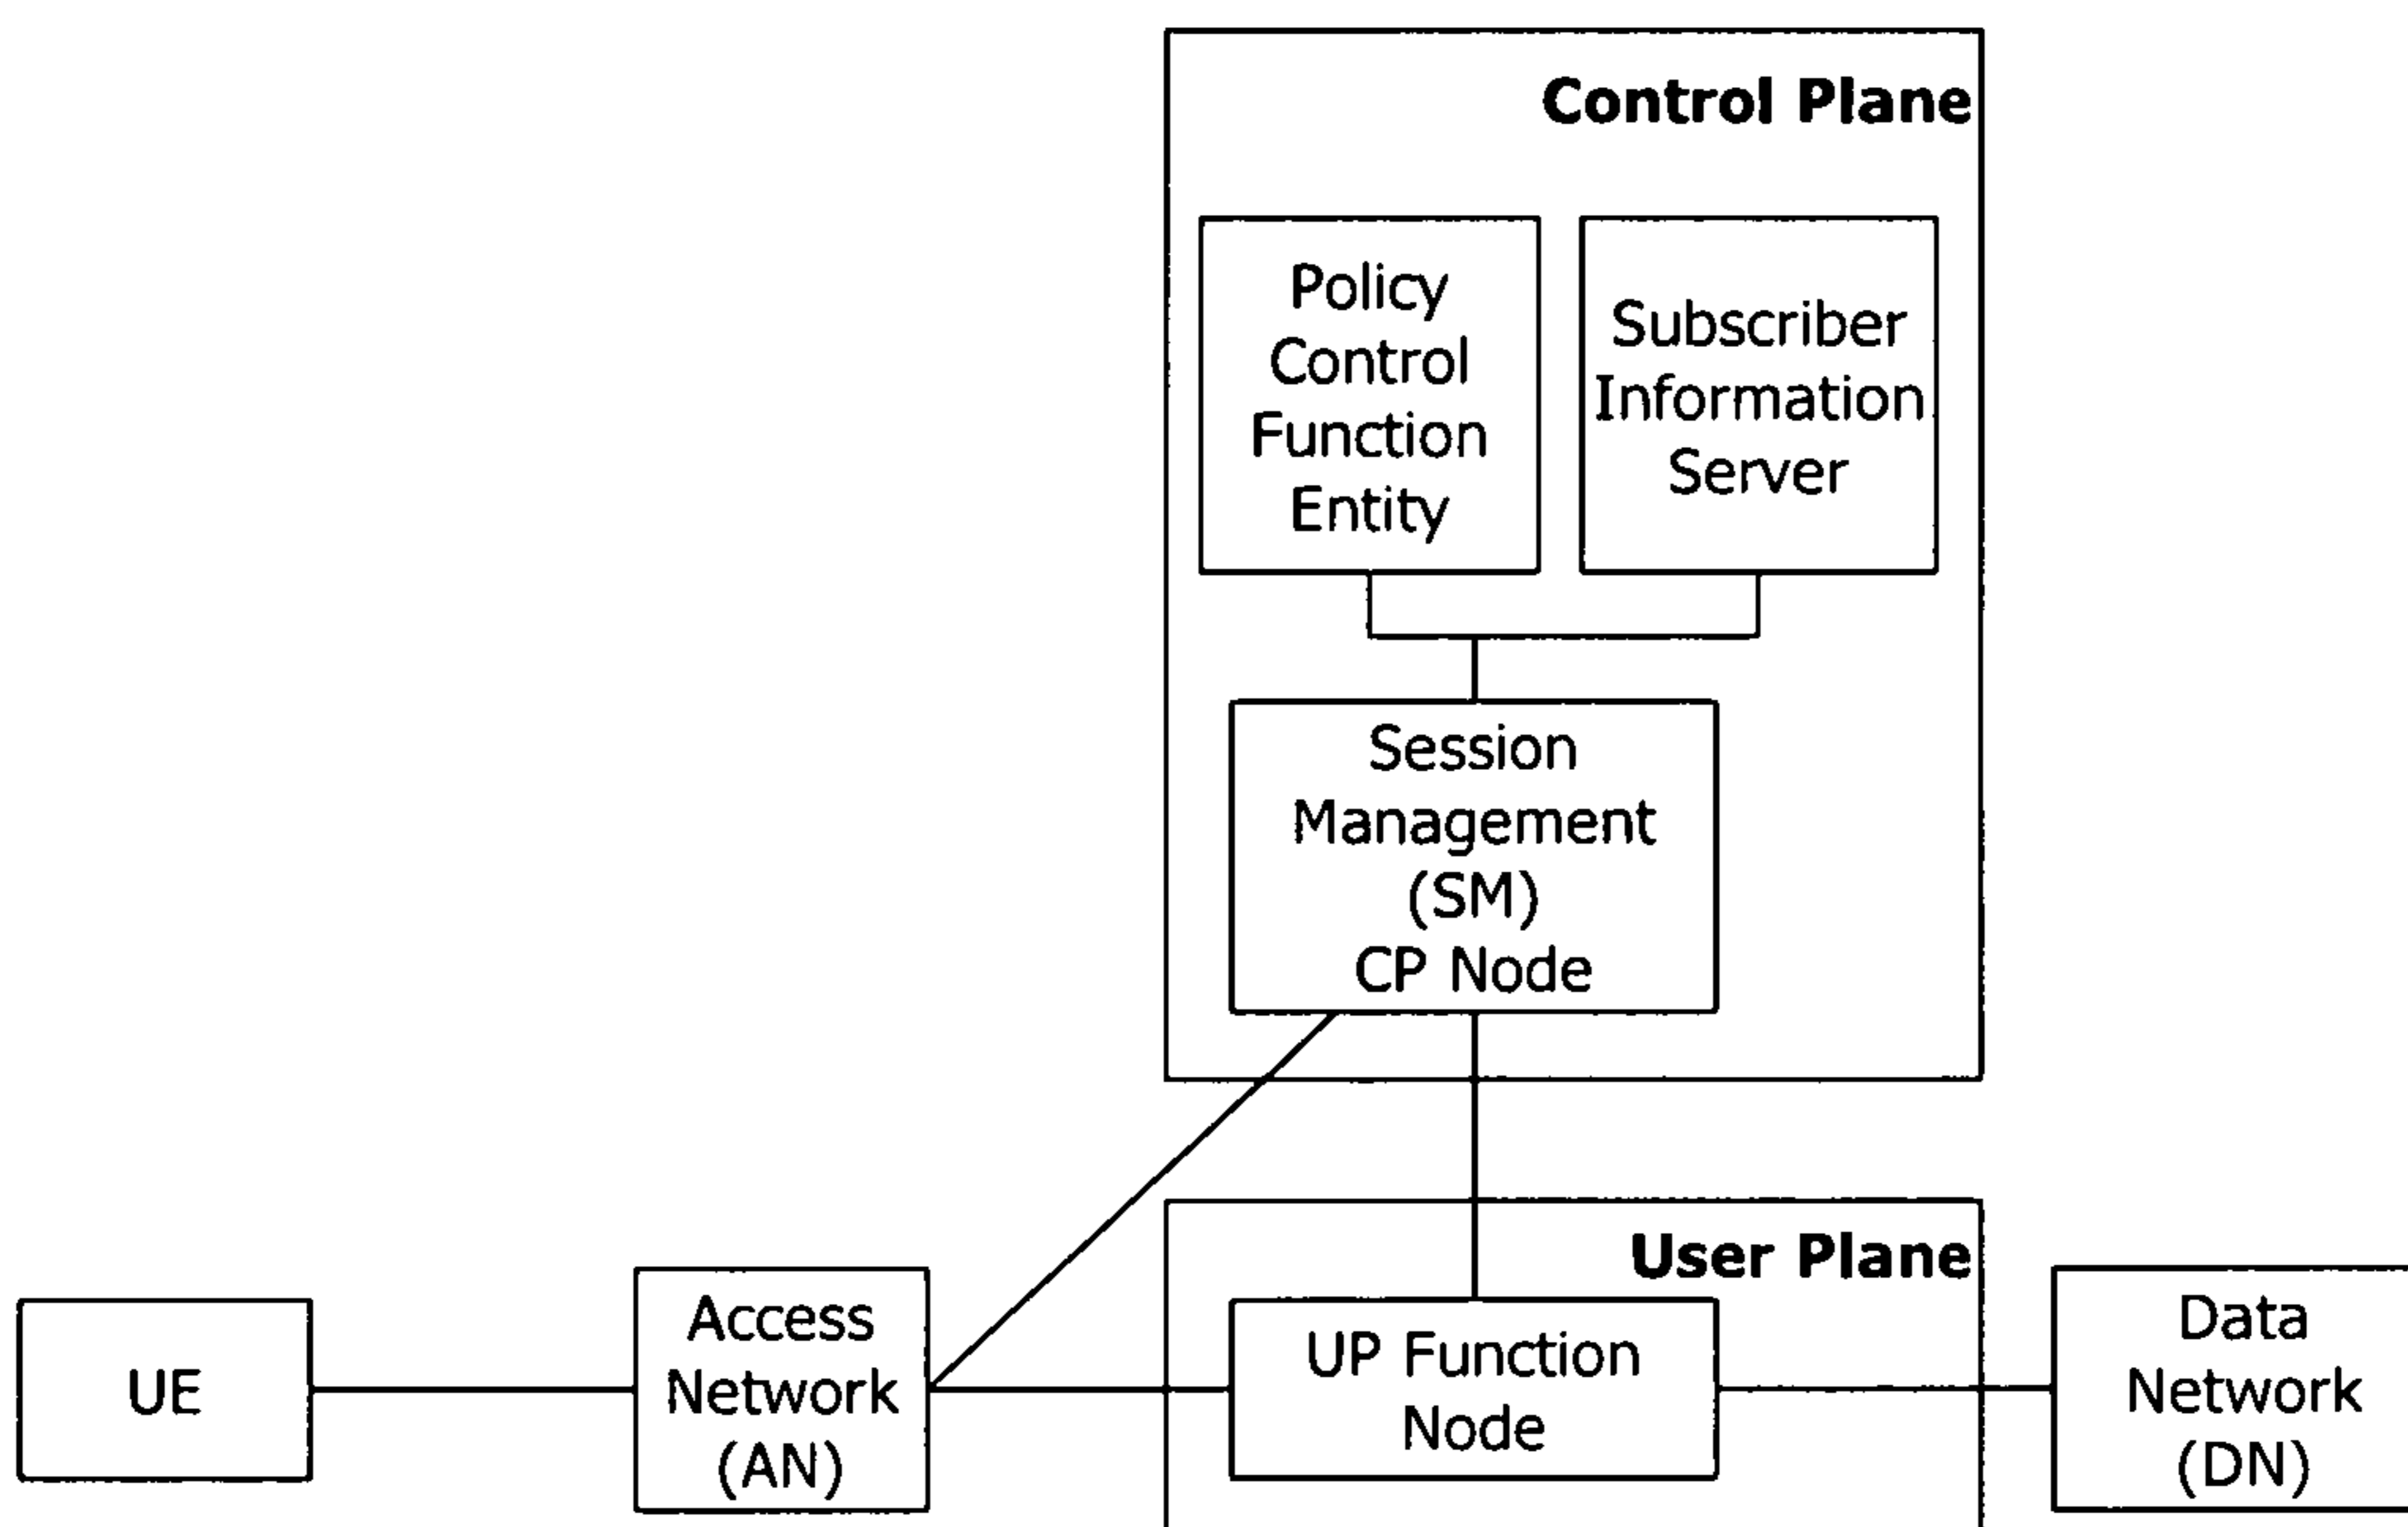 Control Plane
Policy
Control
Function
Entity
Subscriber
Information
Server
Session
Management
(SM)
CP Node
User Plane
UE
Access
Network
(AN)
UP Function
Node
Data
Network
(DN)